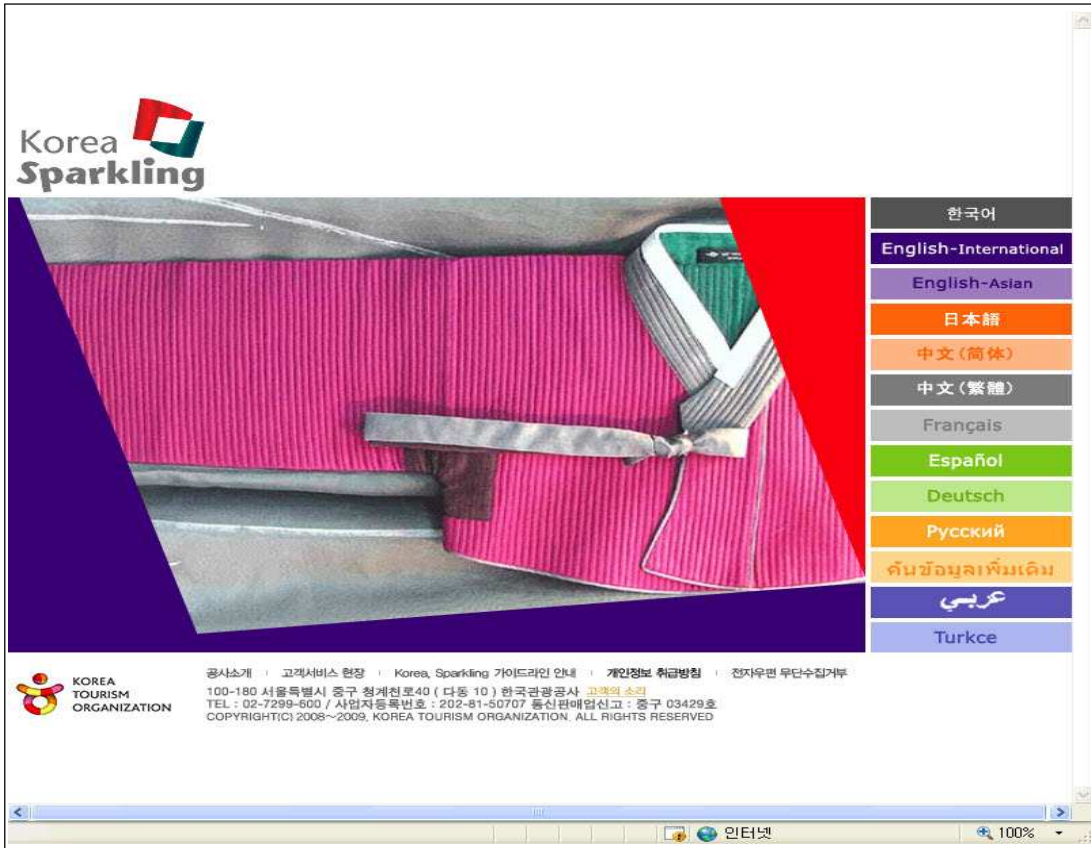 Korea
Sparkling
한국어
English-International
English-Asian
日本語
中文(简体)
中文(繁體)
Français
Español
Deutsch
Русский
ค้นข้อมูลเพิ่มเติม
عربي
Turkce
KOREA
TOURISM
ORGANIZATION
공사소개 고객서비스 헌장 Korea, Sparkling 가이드라인 안내 개인정보 취급방침 전자우편 무단수집거부
100-180 서울특별시 중구 청계천로40 ( 다동 10 ) 한국관광공사 고객의 소리
TEL : 02-7299-600 / 사업자등록번호 : 202-81-50707 통신판매업신고 : 중구 03429호
COPYRIGHT(C) 2008~2009, KOREA TOURISM ORGANIZATION. ALL RIGHTS RESERVED
인터넷
100%